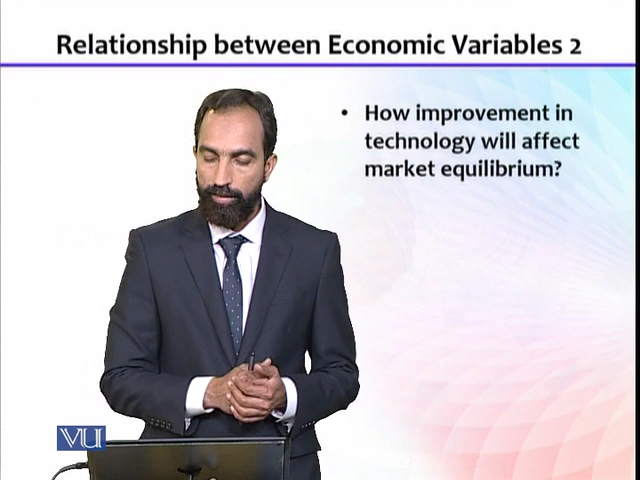 Relationship between Economic Variables 2
• How improvement in
technology will affect
market equilibrium?
VU